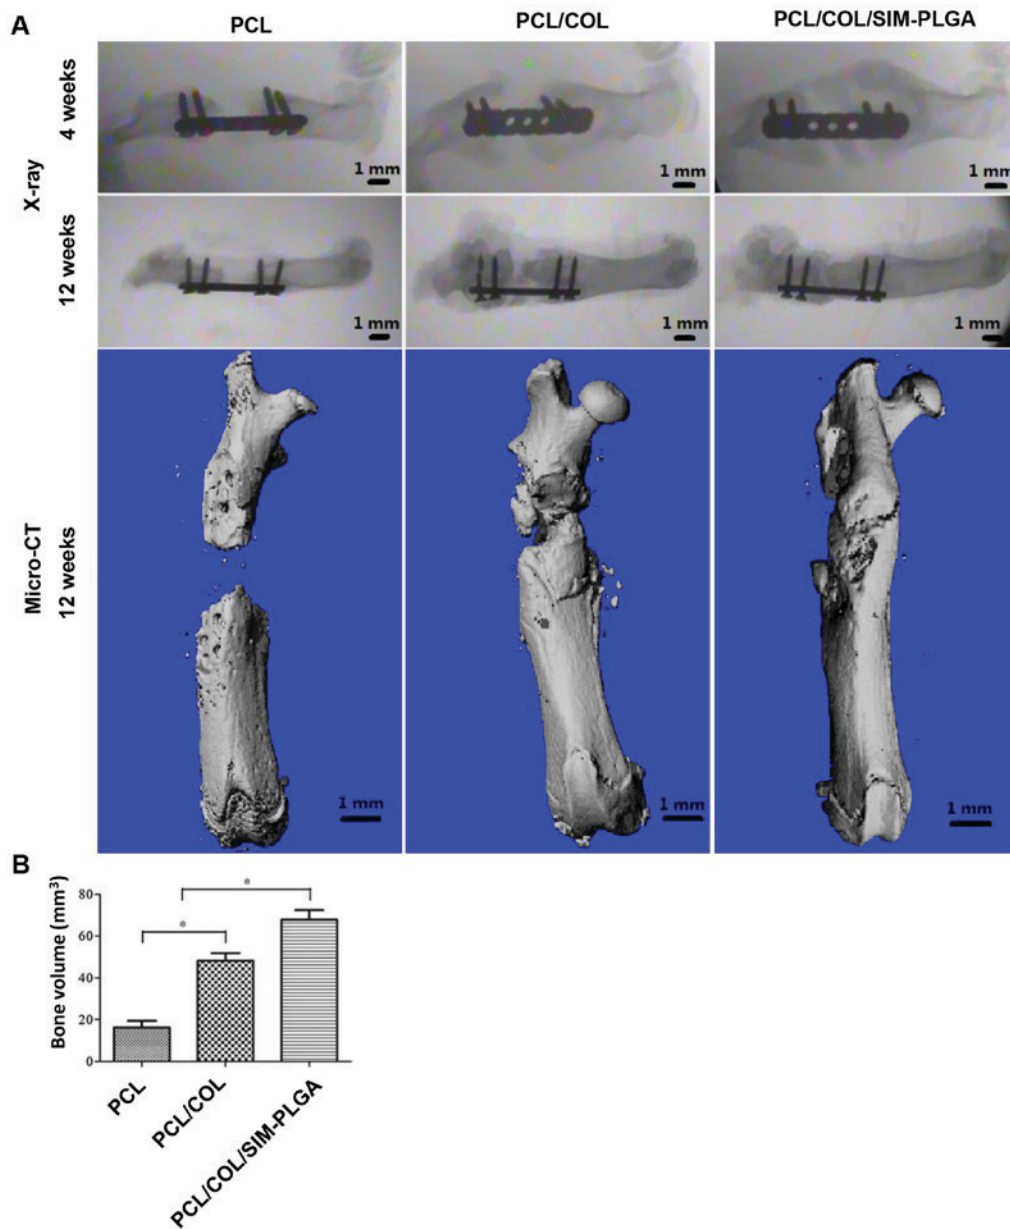 A
PCL
PCL/COL
PCL/COL/SIM-PLGA
X-ray
4 weeks
1 mm
1 mm
1 mm
12 weeks
1 mm
1 mm
1 mm
Micro-CT
12 weeks
1 mm
1 mm
1 mm
B
Bone volume (mm³)
80
60
40
20
0
*
*
PCL
PCL/COL
PCL/COL/SIM-PLGA